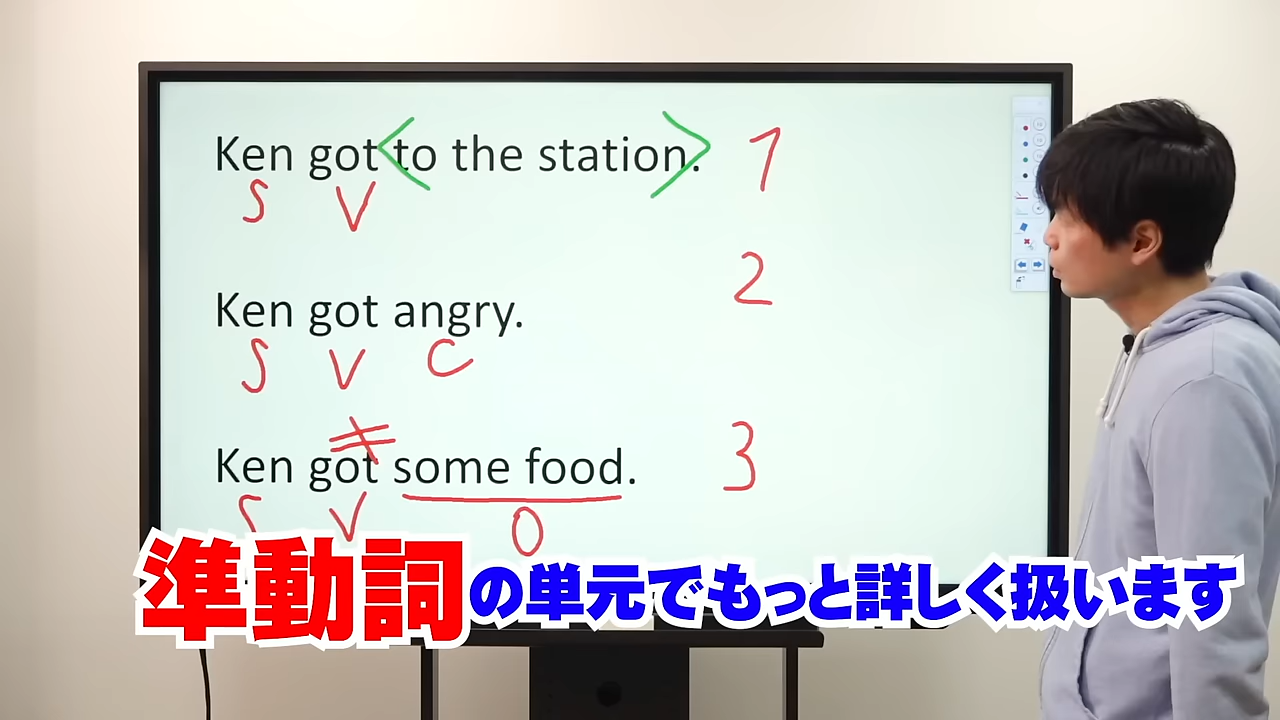 Ken got <to the station>. 1
S V
2
Ken got angry.
S V C
≠
Ken got some food. 3
S V O
準動詞の単元でもっと詳しく扱います